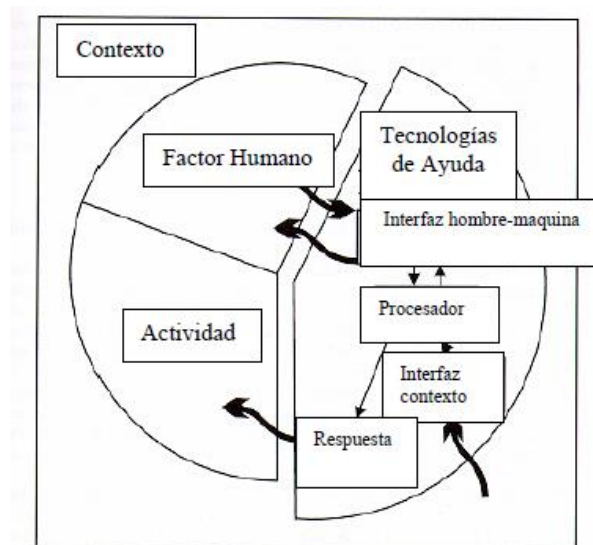 Contexto
Factor Humano
Tecnologías
de Ayuda
Interfaz hombre-maquina
Procesador
Actividad
Interfaz
contexto
Respuesta